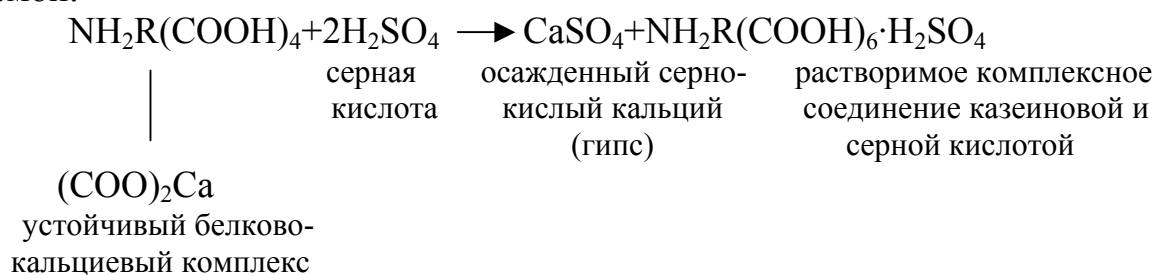 NH₂R(COOH)₄+2H₂SO₄ → CaSO₄+NH₂R(COOH)₆·H₂SO₄
серная осажденный серно- растворимое комплексное
кислота кислый кальций соединение казеиновой и
(гипс) серной кислотой
(COO)₂Ca
устойчивый белково-
кальциевый комплекс